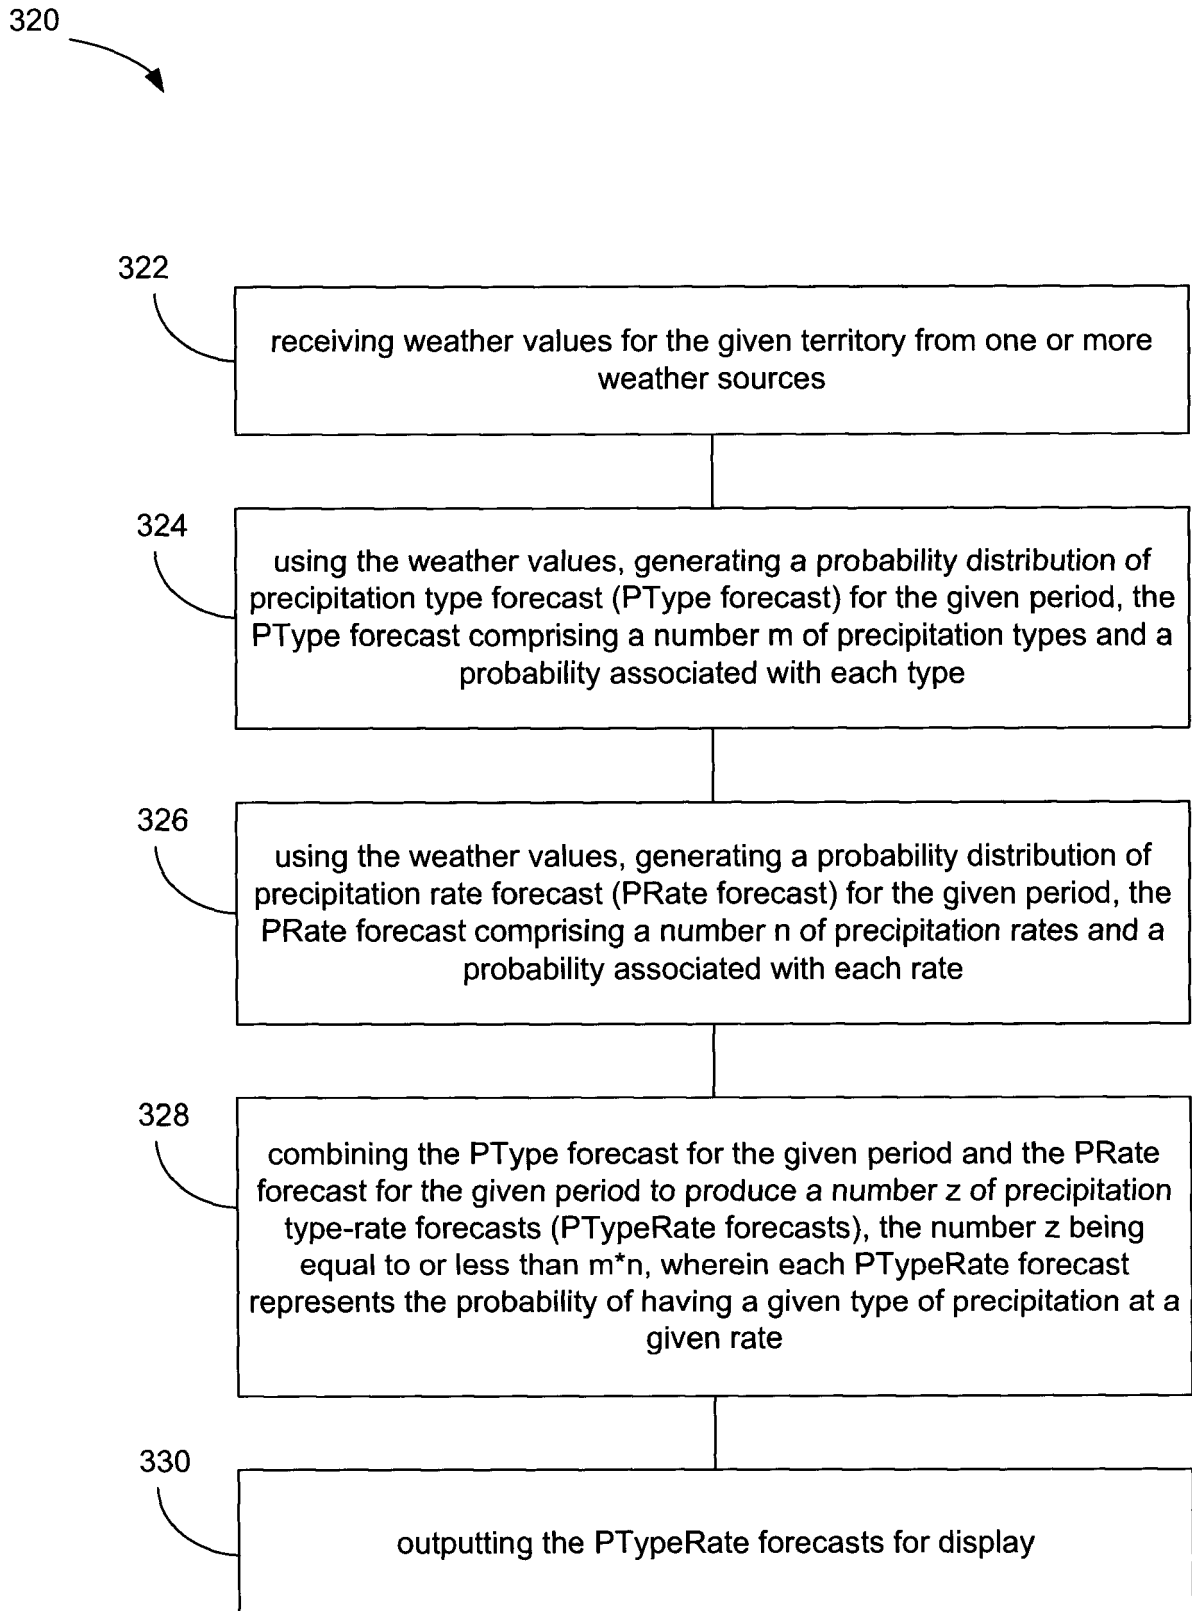 320
322
receiving weather values for the given territory from one or more
weather sources
324
using the weather values, generating a probability distribution of
precipitation type forecast (PType forecast) for the given period, the
PType forecast comprising a number m of precipitation types and a
probability associated with each type
326
using the weather values, generating a probability distribution of
precipitation rate forecast (PRate forecast) for the given period, the
PRate forecast comprising a number n of precipitation rates and a
probability associated with each rate
328
combining the PType forecast for the given period and the PRate
forecast for the given period to produce a number z of precipitation
type-rate forecasts (PTypeRate forecasts), the number z being
equal to or less than m*n, wherein each PTypeRate forecast
represents the probability of having a given type of precipitation at a
given rate
330
outputting the PTypeRate forecasts for display